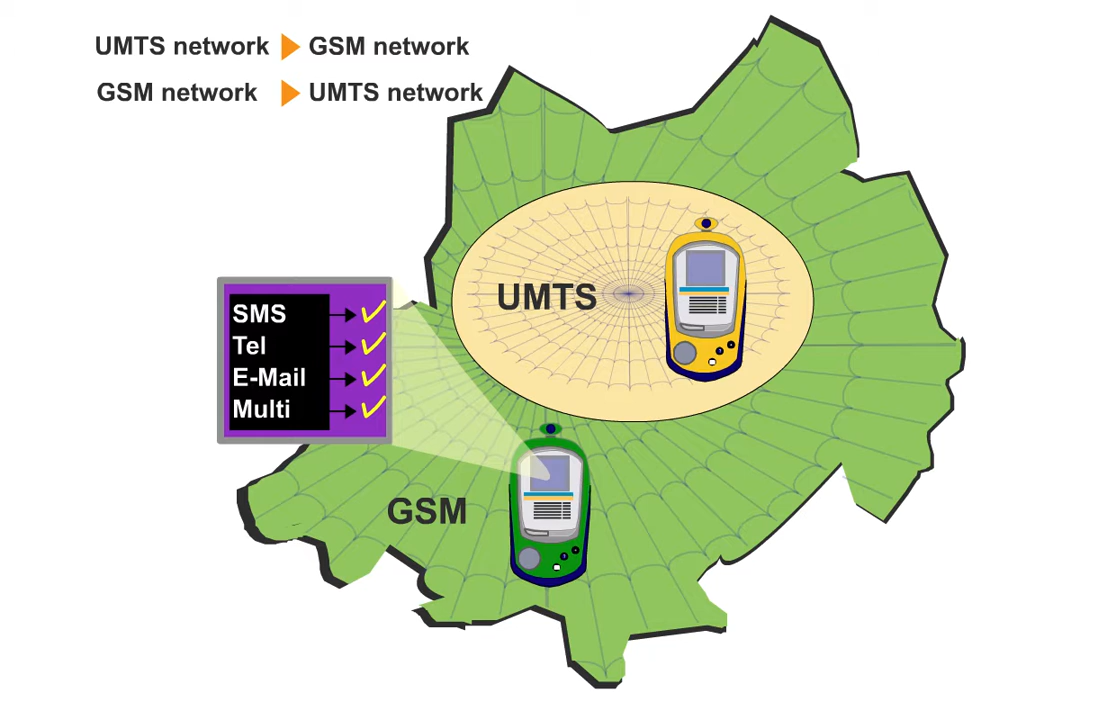 UMTS network GSM network
GSM network UMTS network
UMTS
SMS
Tel
E-Mail
Multi
GSM